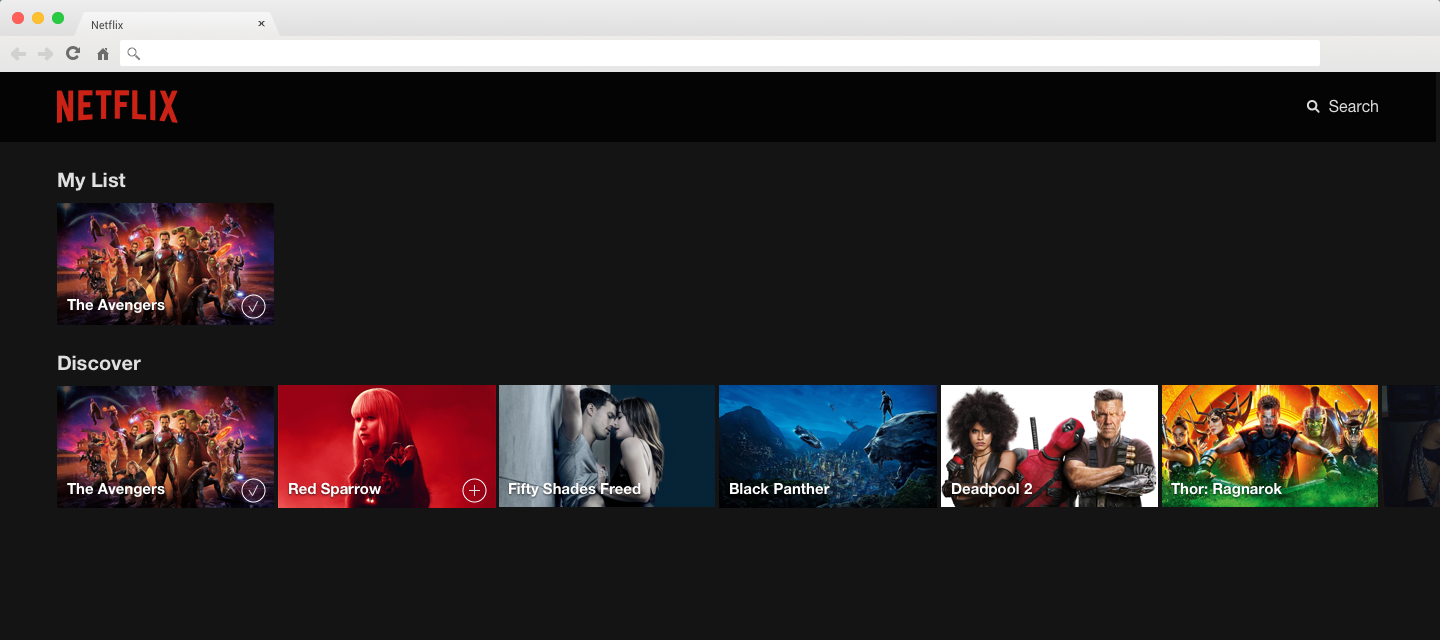 Netflix
NETFLIX
Search
My List
The Avengers
Discover
The Avengers
Red Sparrow
Fifty Shades Freed
Black Panther
Deadpool 2
Thor: Ragnarok